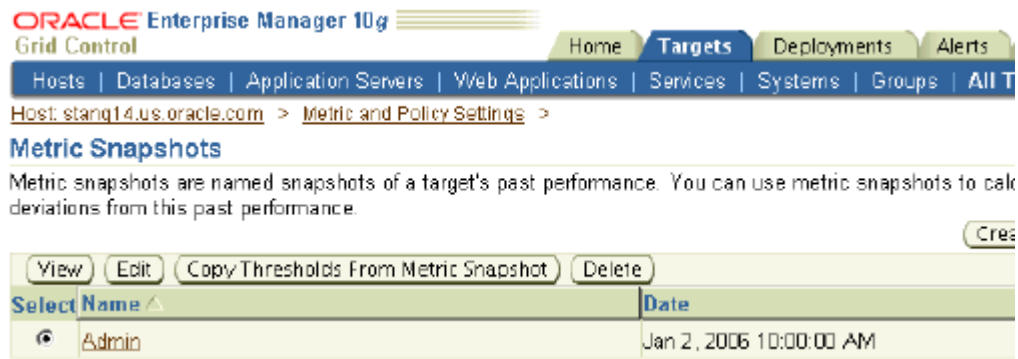 ORACLE Enterprise Manager 10g
Grid Control
Home Targets Deployments Alerts
Hosts | Databases | Application Servers | Web Applications | Services | Systems | Groups | All T
Host: stanq14.us.oracle.com > Metric and Policy Settings >
Metric Snapshots
Metric snapshots are named snapshots of a target's past performance. You can use metric snapshots to calc
deviations from this past performance.
Crea
View Edit Copy Thresholds From Metric Snapshot Delete
Select Name Date
Admin Jan 2, 2006 10:00:00 AM